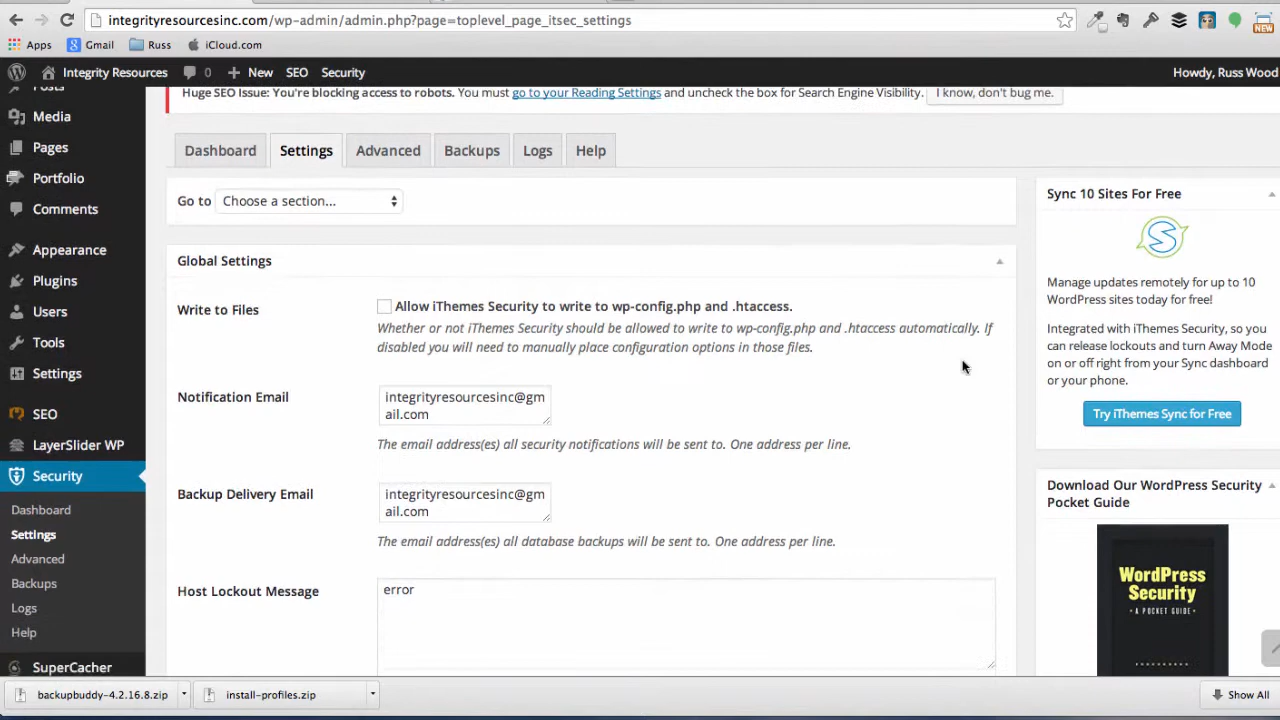 integrityresourcesinc.com/wp-admin/admin.php?page=toplevel_page_itsec_settings
NEW
Apps Gmail Russ iCloud.com
Integrity Resources 0 New SEO Security Howdy, Russ Wood
Posts
Media
Pages
Portfolio
Comments
Appearance
Plugins
Users
Tools
Settings
SEO
LayerSlider WP
Security
Dashboard
Settings
Advanced
Backups
Logs
Help
SuperCacher
Huge SEO Issue: You're blocking access to robots. You must go to your Reading Settings and uncheck the box for Search Engine Visibility. I know, don't bug me.
Dashboard Settings Advanced Backups Logs Help
Go to Choose a section...
Global Settings
Write to Files
Allow iThemes Security to write to wp-config.php and .htaccess.
Whether or not iThemes Security should be allowed to write to wp-config.php and .htaccess automatically. If
disabled you will need to manually place configuration options in those files.
Notification Email
integrityresourcesinc@gm
ail.com
The email address(es) all security notifications will be sent to. One address per line.
Backup Delivery Email
integrityresourcesinc@gm
ail.com
The email address(es) all database backups will be sent to. One address per line.
Host Lockout Message
error
Sync 10 Sites For Free
Manage updates remotely for up to 10
WordPress sites today for free!
Integrated with iThemes Security, so you
can release lockouts and turn Away Mode
on or off right from your Sync dashboard
or your phone.
Try iThemes Sync for Free
Download Our WordPress Security
Pocket Guide
WordPress
Security
A POCKET GUIDE
backupbuddy-4.2.16.8.zip install-profiles.zip Show All